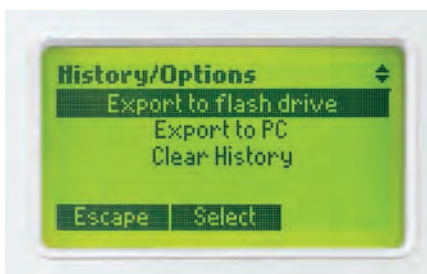 History/Options
Export to flash drive
Export to PC
Clear History
Escape Select